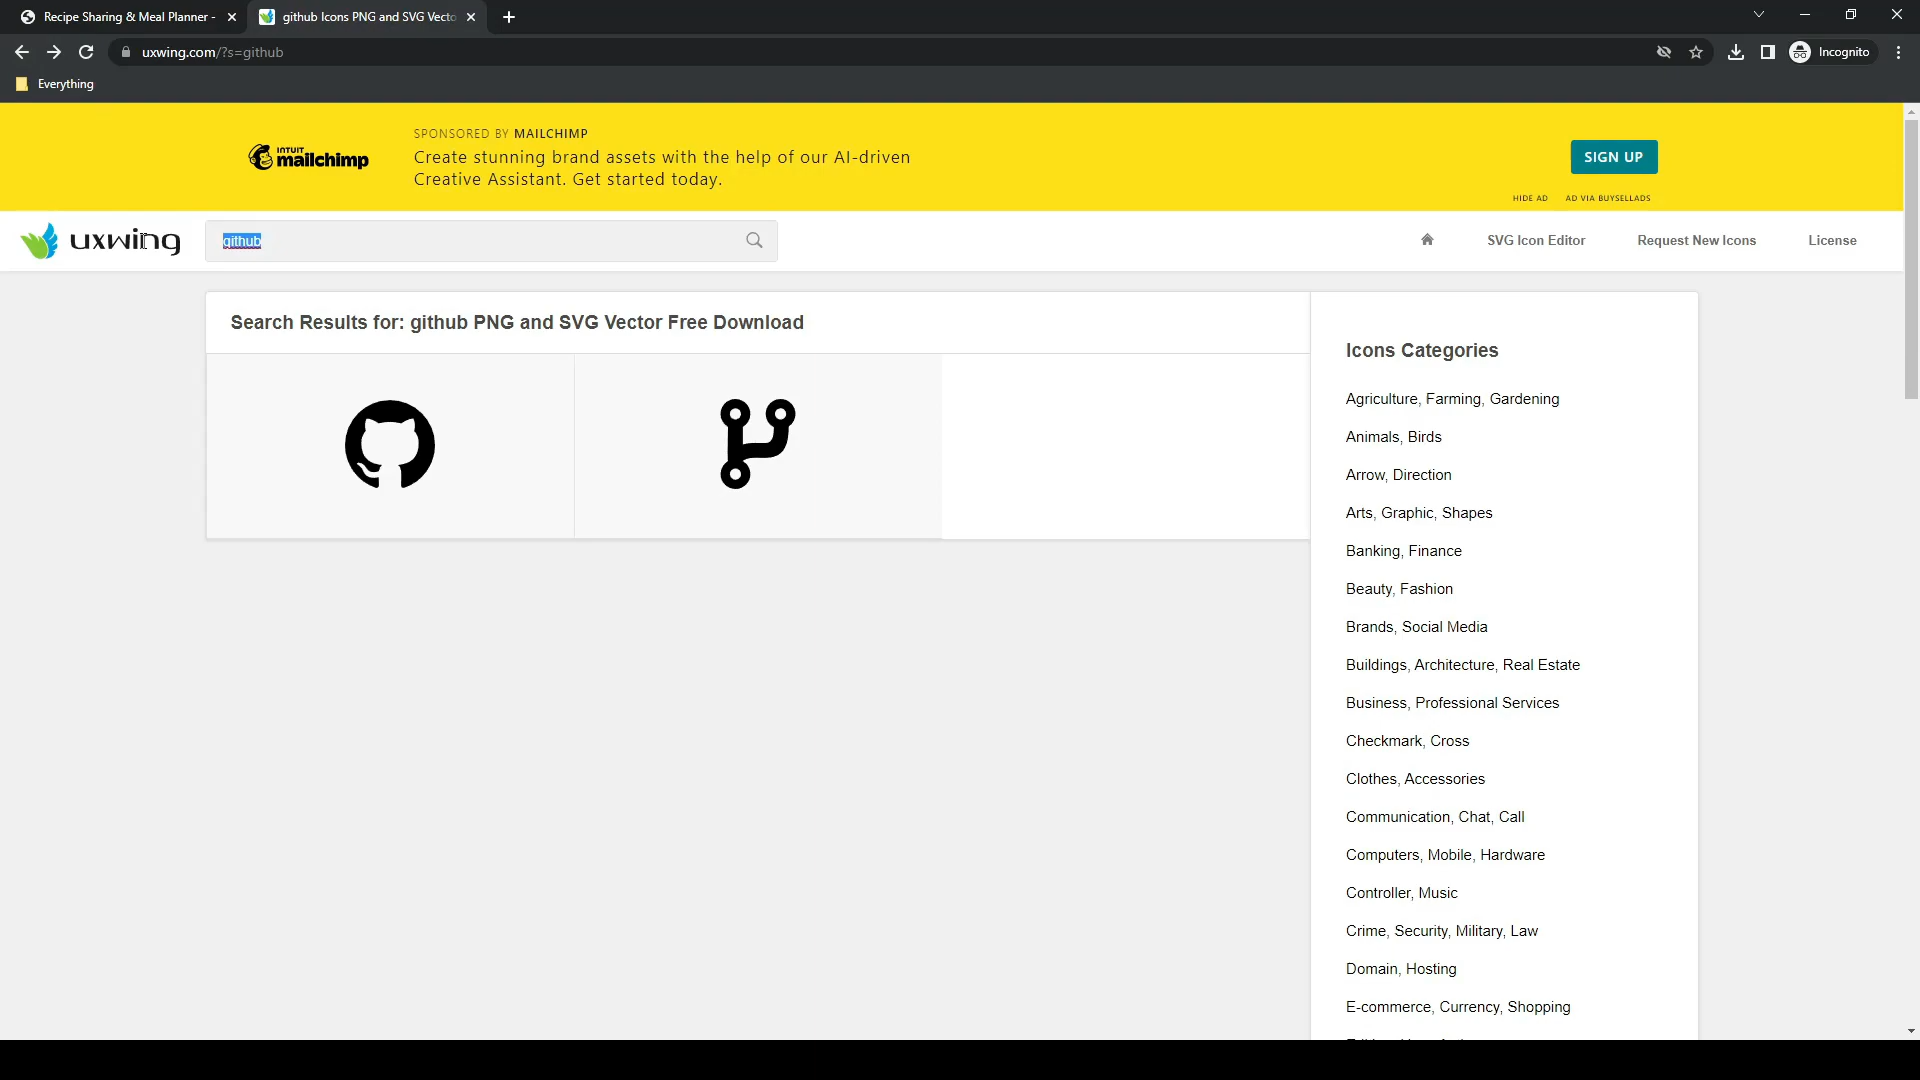 Recipe Sharing & Meal Planner -
github Icons PNG and SVG Vecto
uxwing.com/?s=github
Incognito
Everything
INTUIT
mailchimp
SPONSORED BY MAILCHIMP
Create stunning brand assets with the help of our AI-driven
Creative Assistant. Get started today.
SIGN UP
HIDE AD
AD VIA BUYSELLADS
uxwing
github
SVG Icon Editor
Request New Icons
License
Search Results for: github PNG and SVG Vector Free Download
Icons Categories
Agriculture, Farming, Gardening
Animals, Birds
Arrow, Direction
Arts, Graphic, Shapes
Banking, Finance
Beauty, Fashion
Brands, Social Media
Buildings, Architecture, Real Estate
Business, Professional Services
Checkmark, Cross
Clothes, Accessories
Communication, Chat, Call
Computers, Mobile, Hardware
Controller, Music
Crime, Security, Military, Law
Domain, Hosting
E-commerce, Currency, Shopping